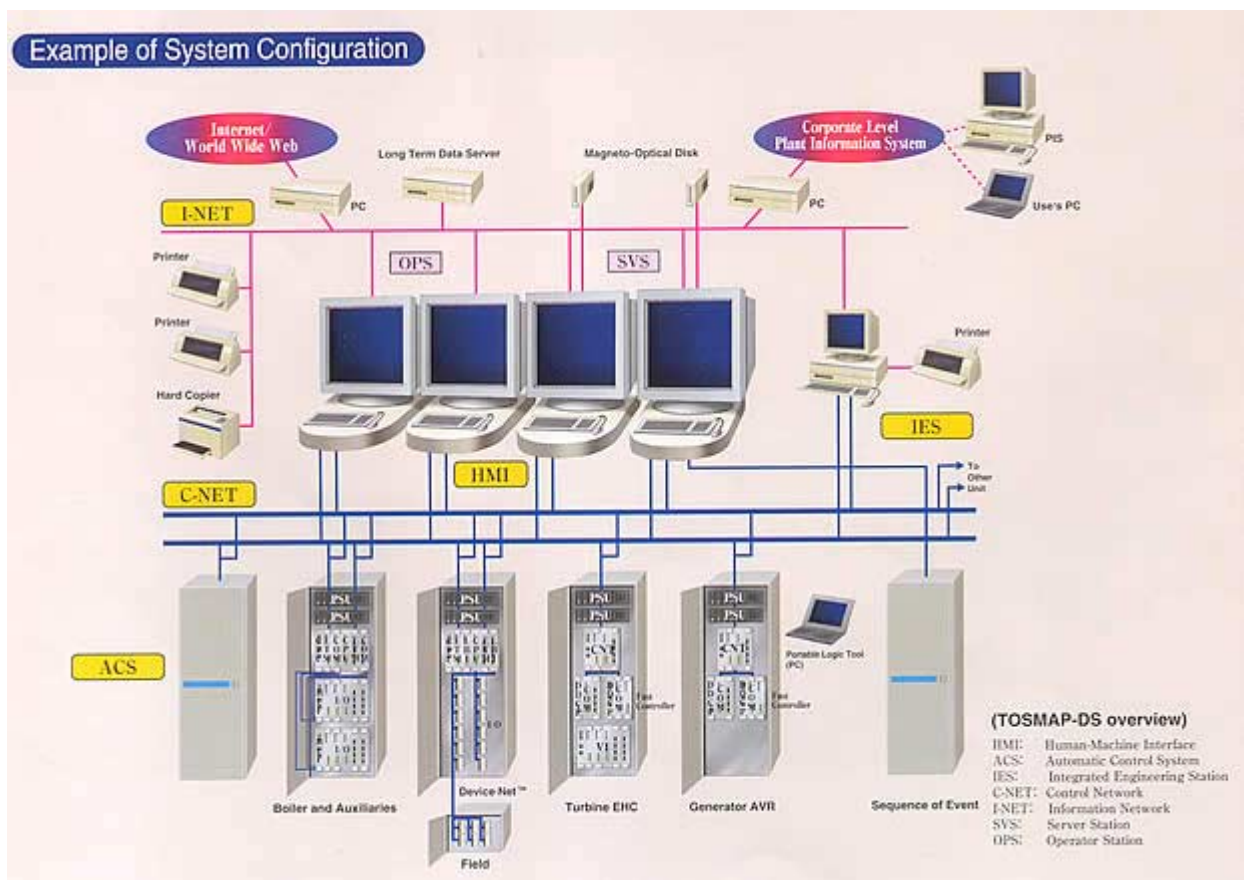 Example of System Configuration
Internet/
World Wide Web
Long Term Data Server
Magneto-Optical Disk
Corporate Level
Plant Information System
PIS
PC
PC
Use's PC
I-NET
Printer
OPS
SVS
Printer
Printer
Hard Copier
IES
HMI
To
Other
Unit
C-NET
PSU
PSU
PSU
PSU
PSU
PSU
PSU
PSU
CNT
CNT
Portable Logic Tool
(PC)
ACS
I/O
I/O
I/O
Controller
Controller
Device Net™
Boiler and Auxiliaries
Turbine EHC
Generator AVR
Sequence of Event
Field
(TOSMAP-DS overview)
HMI: Human-Machine Interface
ACS: Automatic Control System
IES: Integrated Engineering Station
C-NET: Control Network
I-NET: Information Network
SVS: Server Station
OPS: Operator Station